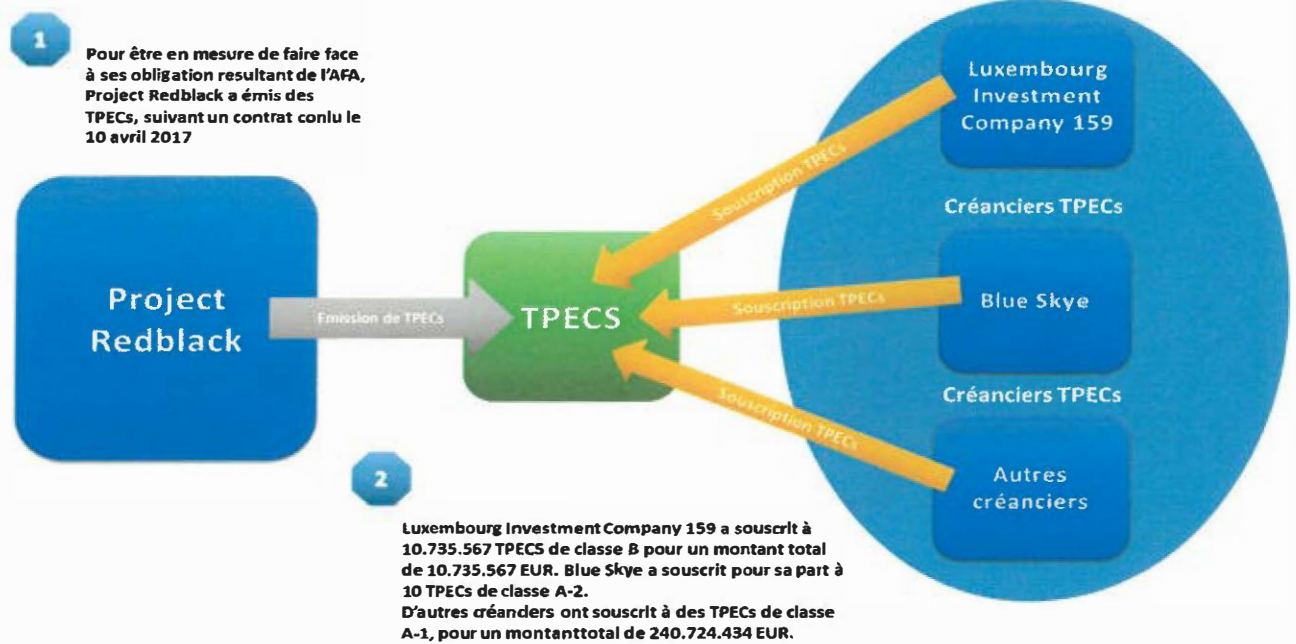 1
Pour être en mesure de faire face
à ses obligation resultant de l'AFA,
Project Redblack a émis des
TPECs, suivant un contrat conlu le
10 avril 2017
Project
Redblack
Emission de TPECs
TPECS
Souscription TPECs
Souscription TPECs
Souscription TPECs
Luxembourg
Investment
Company 159
Créanciers TPECs
Blue Skye
Créanciers TPECs
Autres
créanciers
2
Luxembourg Investment Company 159 a souscrit à
10.735.567 TPECS de classe B pour un montant total
de 10.735.567 EUR. Blue Skye a souscrit pour sa part à
10 TPECs de classe A-2.
D'autres créanciers ont souscrit à des TPECs de classe
A-1, pour un montant total de 240.724.434 EUR.